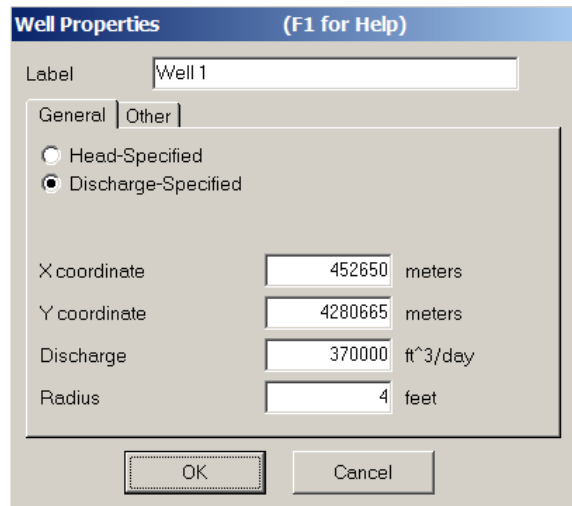 Well Properties (F1 for Help)
Label Well 1
General Other
Head-Specified
Discharge-Specified
X coordinate 452650 meters
Y coordinate 4280665 meters
Discharge 370000 ft^3/day
Radius 4 feet
OK Cancel